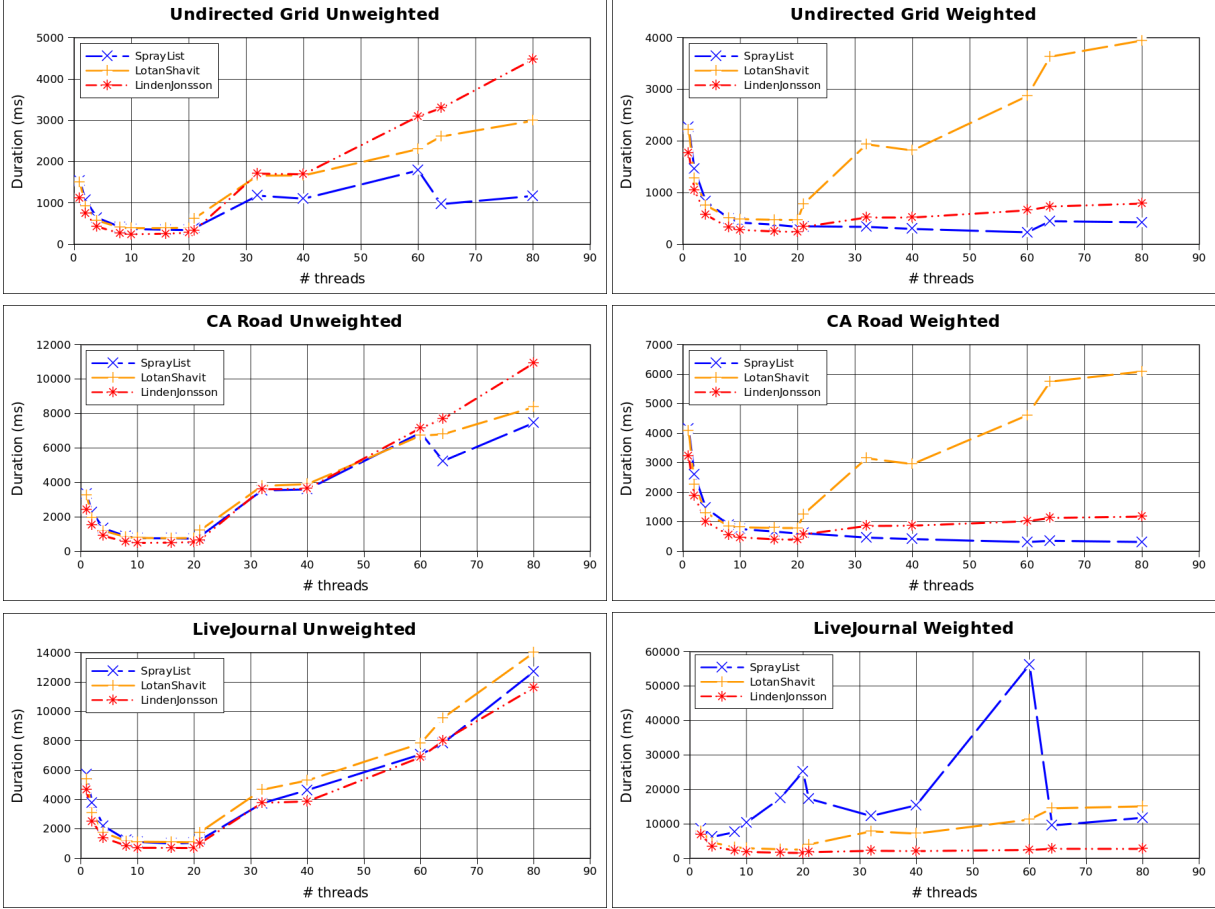 Undirected Grid Unweighted
5000
4000
3000
2000
1000
0
Duration (ms)
SprayList
LotanShavit
LindenJonsson
0 10 20 30 40 50 60 70 80 90
# threads
Undirected Grid Weighted
4000
3000
2000
1000
0
Duration (ms)
SprayList
LotanShavit
LindenJonsson
0 10 20 30 40 50 60 70 80 90
# threads
CA Road Unweighted
12000
10000
8000
6000
4000
2000
0
Duration (ms)
SprayList
LotanShavit
LindenJonsson
0 10 20 30 40 50 60 70 80 90
# threads
CA Road Weighted
7000
6000
5000
4000
3000
2000
1000
0
Duration (ms)
SprayList
LotanShavit
LindenJonsson
0 10 20 30 40 50 60 70 80 90
# threads
LiveJournal Unweighted
14000
12000
10000
8000
6000
4000
2000
0
Duration (ms)
SprayList
LotanShavit
LindenJonsson
0 10 20 30 40 50 60 70 80 90
# threads
LiveJournal Weighted
60000
50000
40000
30000
20000
10000
0
Duration (ms)
SprayList
LotanShavit
LindenJonsson
0 10 20 30 40 50 60 70 80 90
# threads